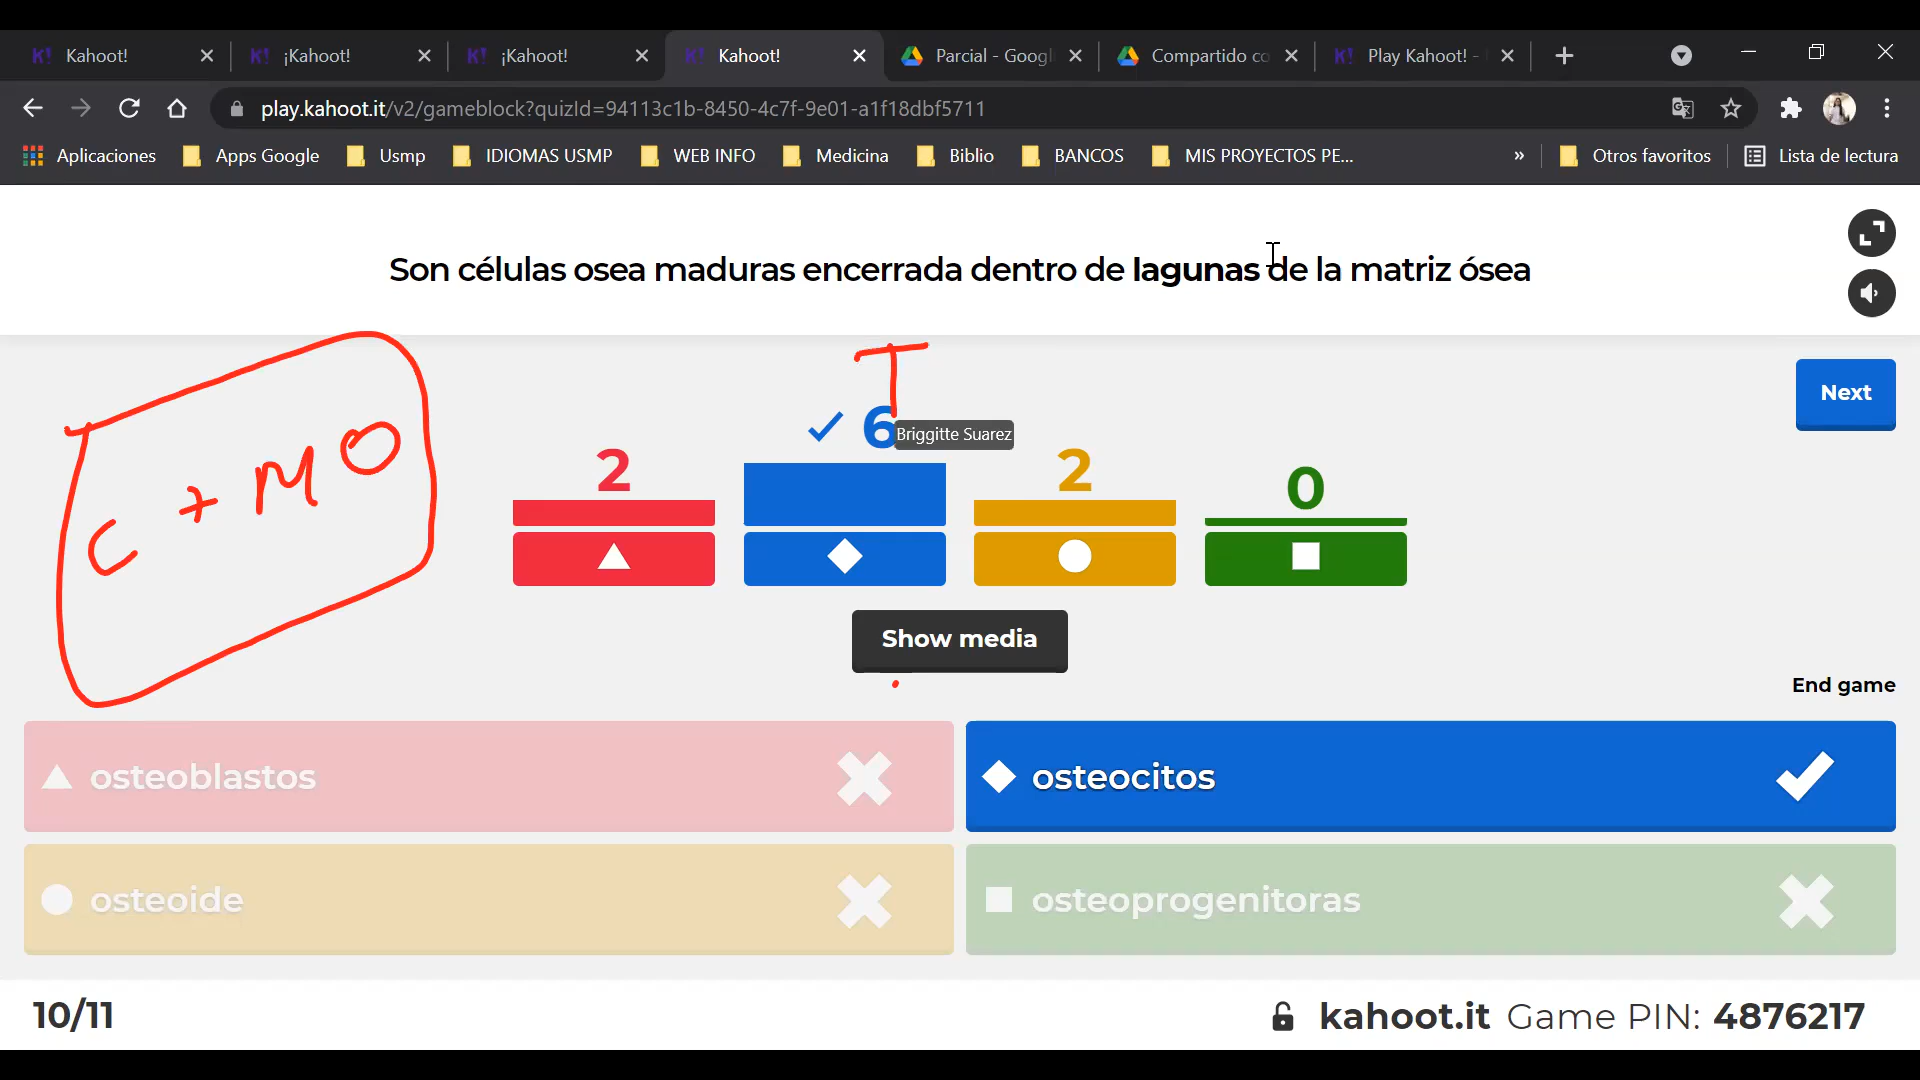 Kahoot!
¡Kahoot!
¡Kahoot!
Kahoot!
Parcial - Googl
Compartido co
Play Kahoot! -
play.kahoot.it/v2/gameblock?quizId=94113c1b-8450-4c7f-9e01-a1f18dbf5711
Aplicaciones Apps Google Usmp IDIOMAS USMP WEB INFO Medicina Biblio BANCOS MIS PROYECTOS PE... » Otros favoritos Lista de lectura
Son células osea maduras encerrada dentro de lagunas de la matriz ósea
Next
C + MO
T
2
6
2
0
Briggitte Suarez
Show media
End game
osteoblastos
osteocitos
osteoide
osteoprogenitoras
10/11
kahoot.it Game PIN: 4876217